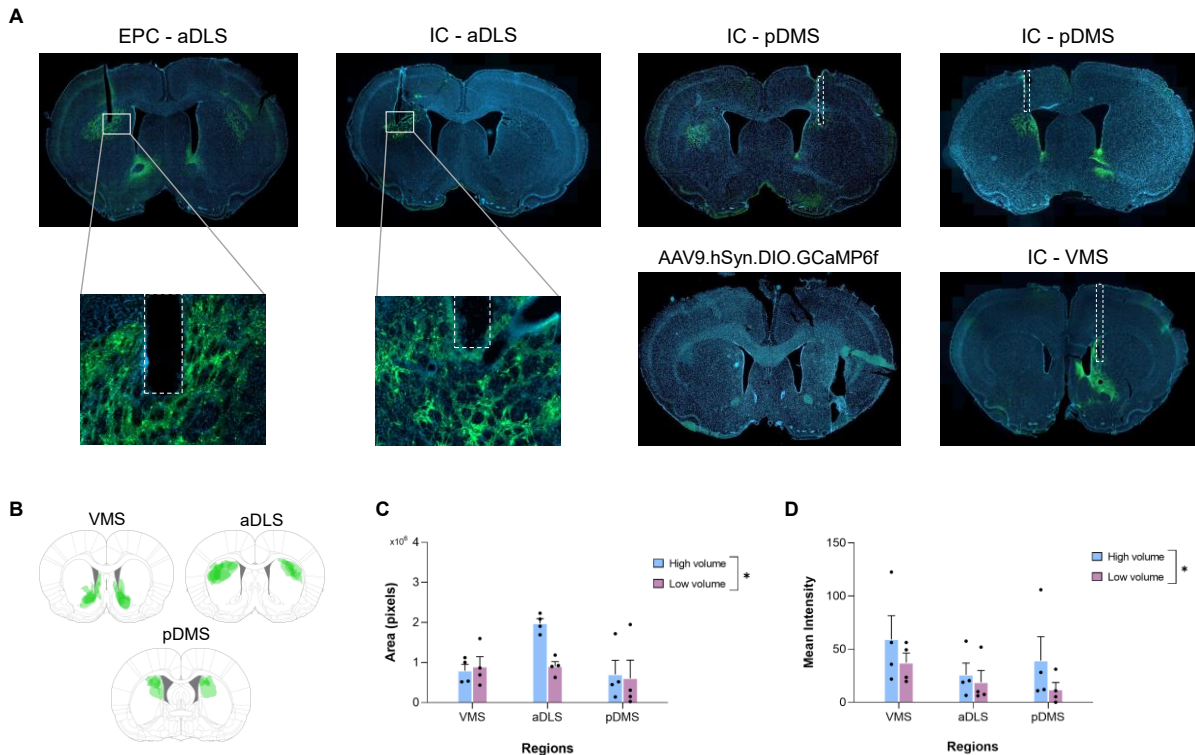 A
EPC - aDLS
IC - aDLS
IC - pDMS
IC - pDMS
AAV9.hSyn.DIO.GCaMP6f
IC - VMS
B
VMS
aDLS
pDMS
C
x10⁶
4
3
2
1
0
Area (pixels)
VMS
aDLS
pDMS
Regions
High volume
Low volume
*
D
150
100
50
0
Mean Intensity
VMS
aDLS
pDMS
Regions
High volume
Low volume
*